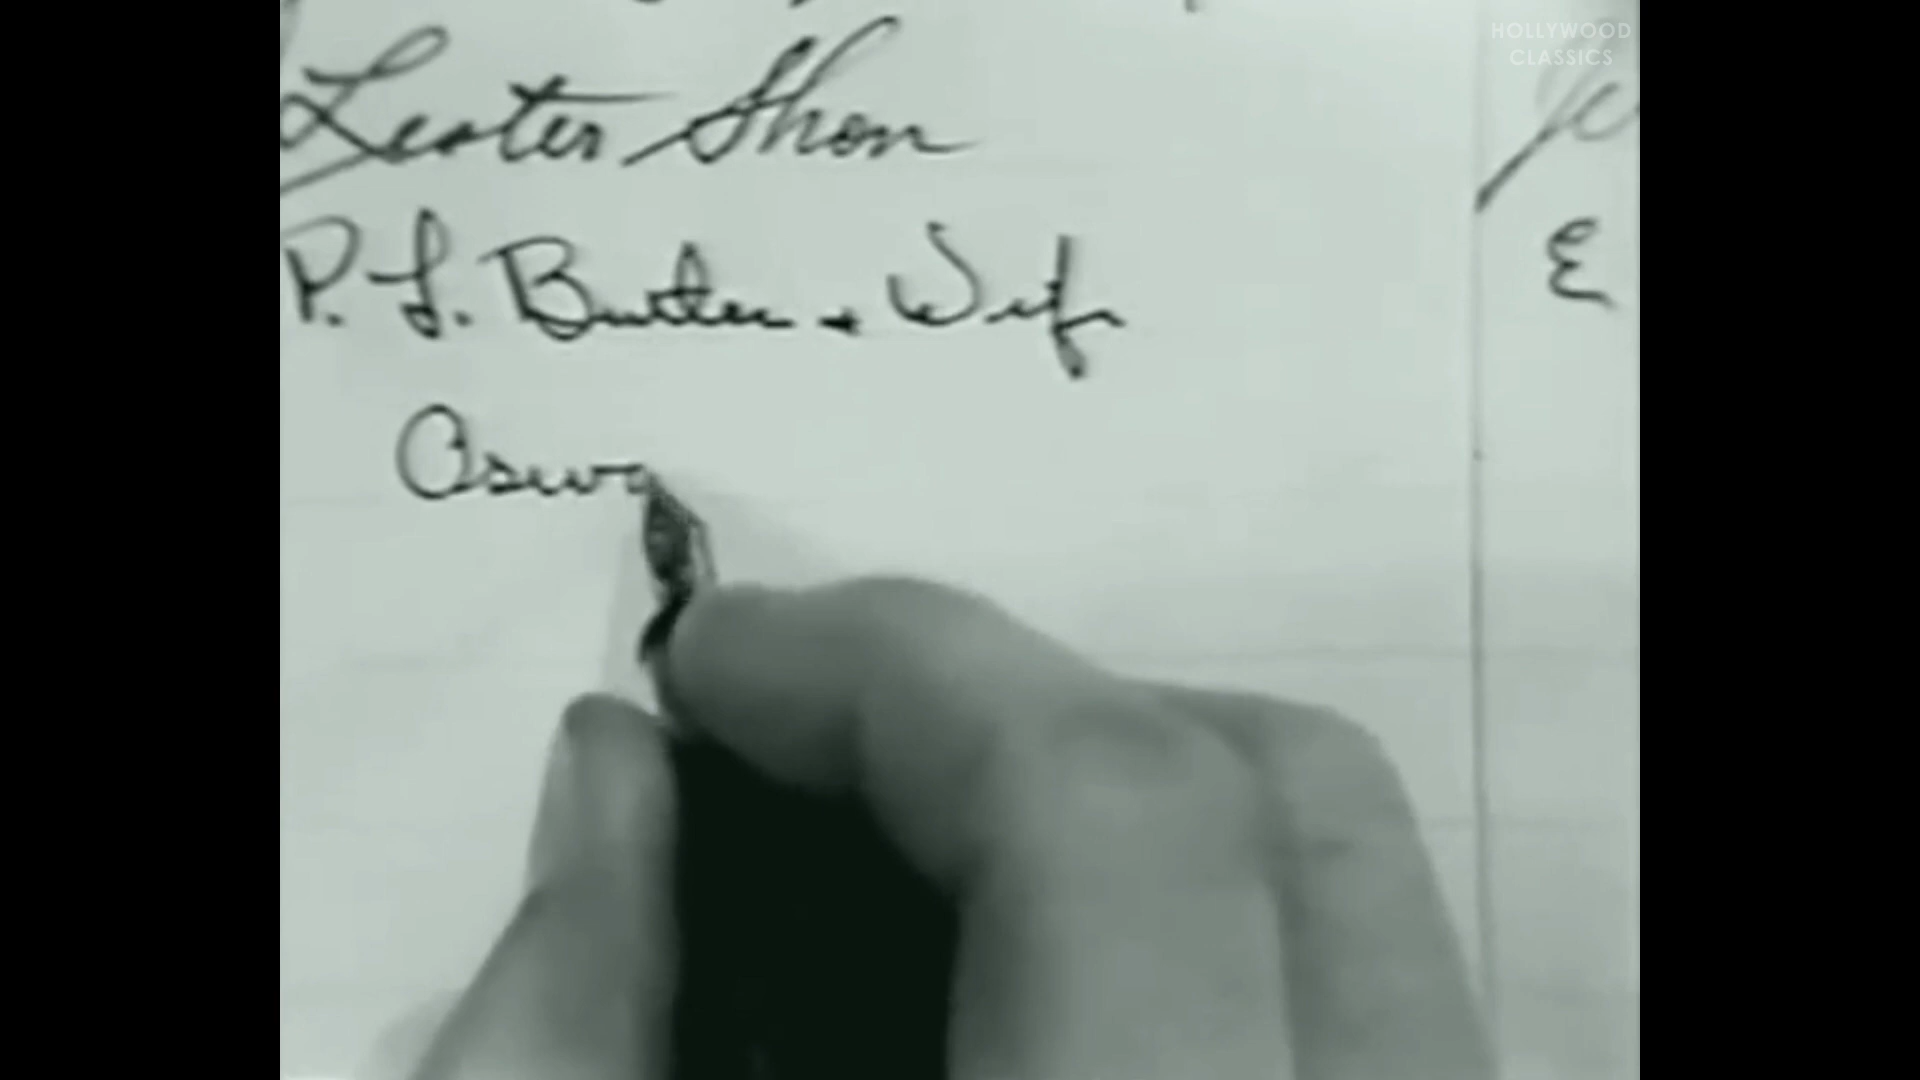 HOLLYWOOD
CLASSICS
Lester Shon
P. L. Butler + Wife
Oswa
E